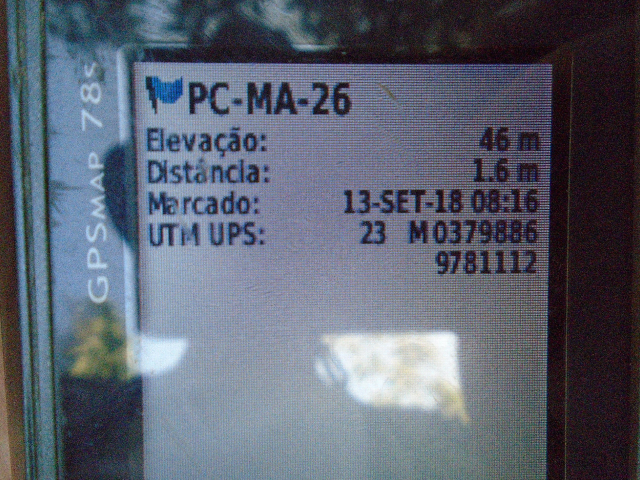 GPSMAP 78s
PC-MA-26
Elevação: 46 m
Distância: 1.6 m
Marcado: 13-SET-18 08:16
UTM UPS: 23 M 0379886
9781112